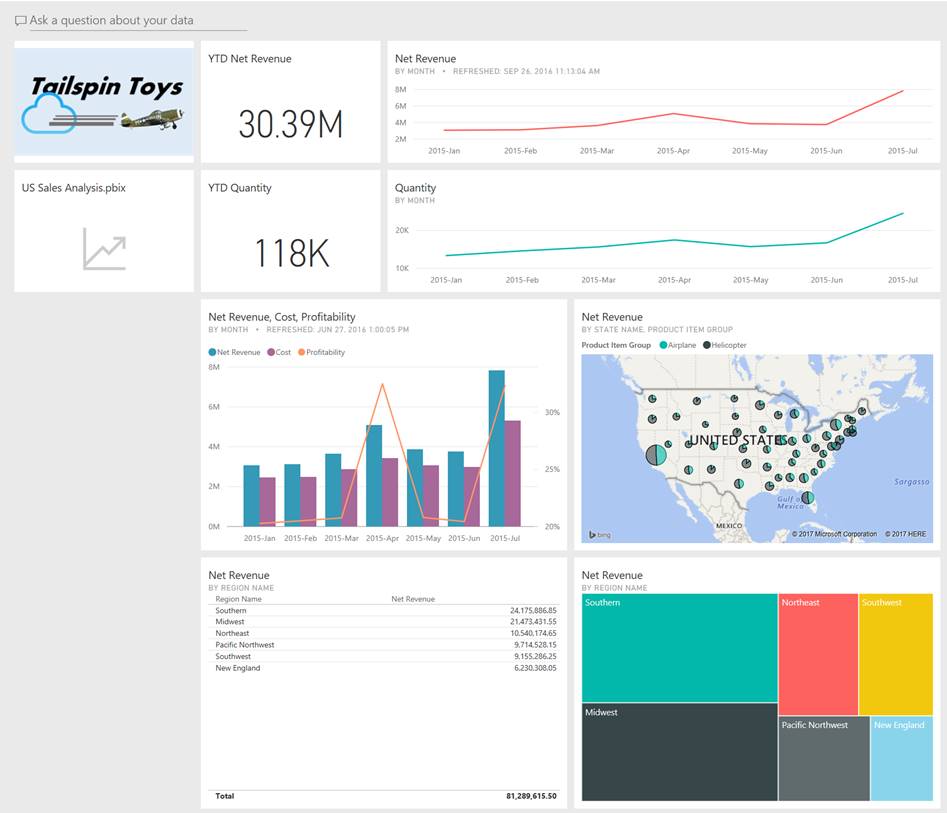 Ask a question about your data
Tailspin Toys
YTD Net Revenue
30.39M
Net Revenue
BY MONTH • REFRESHED: SEP 26, 2016 11:13:04 AM
8M
6M
4M
2M
2015-Jan 2015-Feb 2015-Mar 2015-Apr 2015-May 2015-Jun 2015-Jul
US Sales Analysis.pbix
YTD Quantity
118K
Quantity
BY MONTH
20K
10K
2015-Jan 2015-Feb 2015-Mar 2015-Apr 2015-May 2015-Jun 2015-Jul
Net Revenue, Cost, Profitability
BY MONTH • REFRESHED: JUN 27, 2016 1:00:05 PM
Net Revenue Cost Profitability
8M
6M
4M
2M
0M
30%
25%
20%
2015-Jan 2015-Feb 2015-Mar 2015-Apr 2015-May 2015-Jun 2015-Jul
Net Revenue
BY STATE NAME, PRODUCT ITEM GROUP
Product Item Group Airplane Helicopter
UNITED STATES
Sargasso
Gulf of
Mexico
MEXICO
bing
© 2017 Microsoft Corporation © 2017 HERE
Net Revenue
BY REGION NAME
Region Name Net Revenue
Southern 24,175,886.85
Midwest 21,473,431.55
Northeast 10,540,174.65
Pacific Northwest 9,714,528.15
Southwest 9,155,286.25
New England 6,230,308.05
Total 81,289,615.50
Net Revenue
BY REGION NAME
Southern
Northeast
Southwest
Midwest
Pacific Northwest
New England